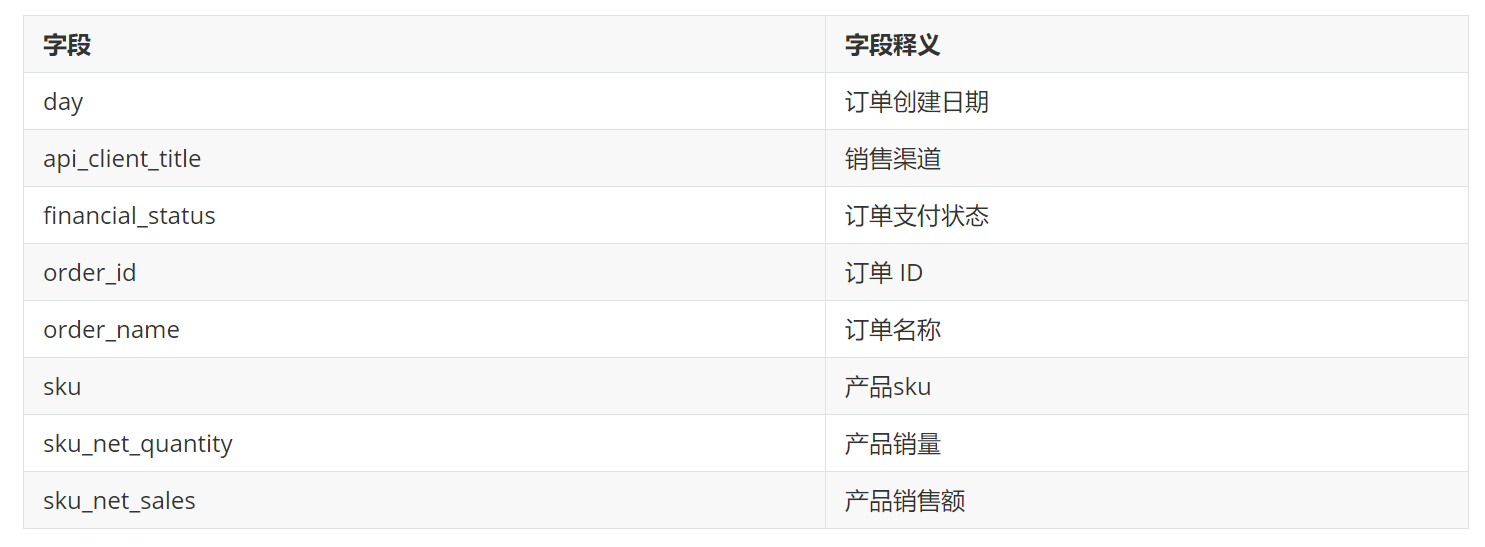 字段 字段释义
day 订单创建日期
api_client_title 销售渠道
financial_status 订单支付状态
order_id 订单 ID
order_name 订单名称
sku 产品sku
sku_net_quantity 产品销量
sku_net_sales 产品销售额